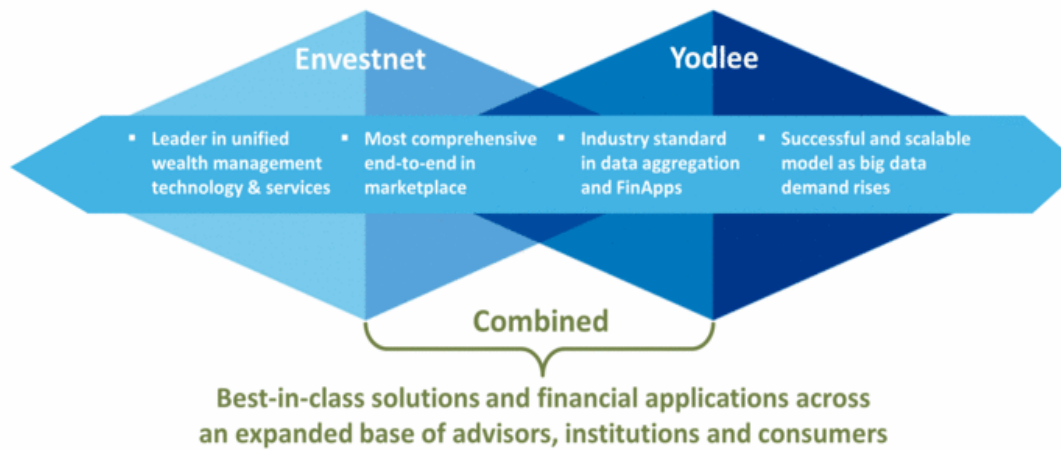 Envestnet
Yodlee
▪ Leader in unified
wealth management
technology & services
▪ Most comprehensive
end-to-end in
marketplace
▪ Industry standard
in data aggregation
and FinApps
▪ Successful and scalable
model as big data
demand rises
Combined
Best-in-class solutions and financial applications across
an expanded base of advisors, institutions and consumers